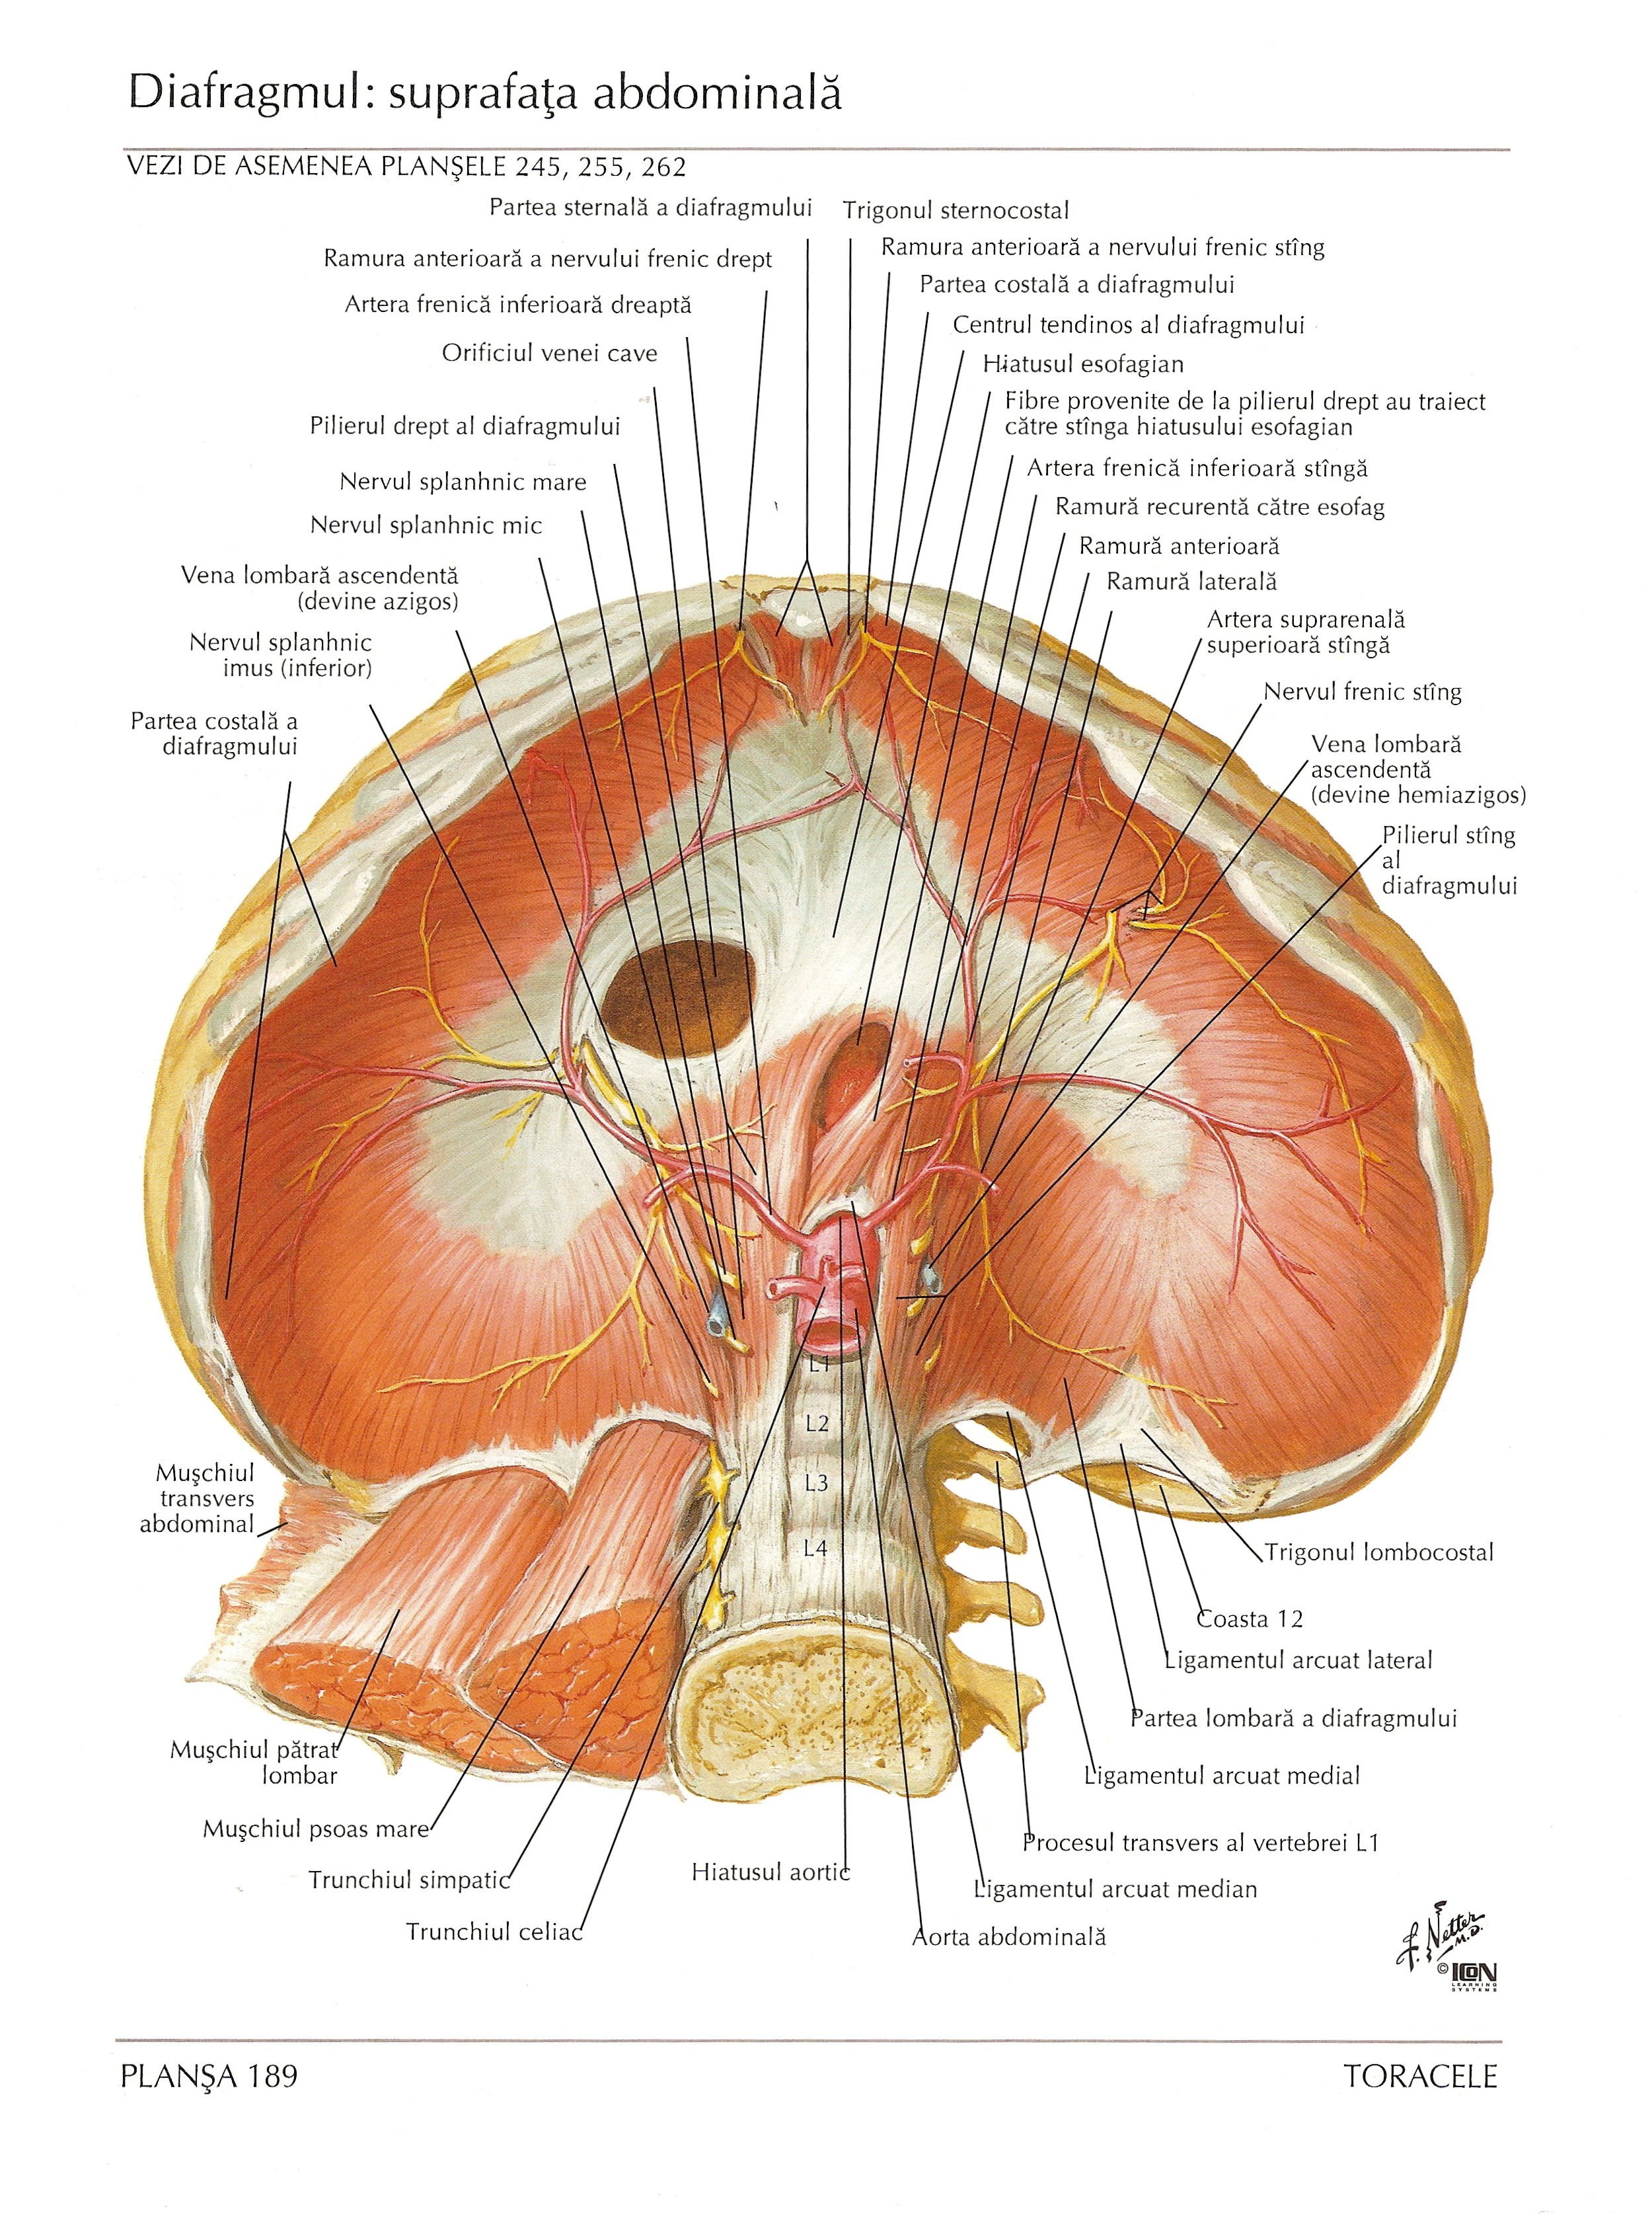 Diafragmul: suprafaţa abdominală
VEZI DE ASEMENEA PLANŞELE 245, 255, 262
Partea sternală a diafragmului
Ramura anterioară a nervului frenic drept
Artera frenică inferioară dreaptă
Orificiul venei cave
Pilierul drept al diafragmului
Nervul splanhnic mare
Nervul splanhnic mic
Vena lombară ascendentă
(devine azigos)
Nervul splanhnic
imus (inferior)
Partea costală a
diafragmului
Trigonul sternocostal
Ramura anterioară a nervului frenic stîng
Partea costală a diafragmului
Centrul tendinos al diafragmului
Hiatusul esofagian
Fibre provenite de la pilierul drept au traiect
către stînga hiatusului esofagian
Artera frenică inferioară stîngă
Ramură recurentă către esofag
Ramură anterioară
Ramură laterală
Artera suprarenală
superioară stîngă
Nervul frenic stîng
Vena lombară
ascendentă
(devine hemiazigos)
Pilierul stîng
al
diafragmului
L1
L2
L3
L4
Muşchiul
transvers
abdominal
Muşchiul pătrat
lombar
Muşchiul psoas mare
Trunchiul simpatic
Trunchiul celiac
Hiatusul aortic
Trigonul lombocostal
Coasta 12
Ligamentul arcuat lateral
Partea lombară a diafragmului
Ligamentul arcuat medial
Procesul transvers al vertebrei L1
Ligamentul arcuat median
Aorta abdominală
F. Netter
M.D.
© ICON
LEARNING
SYSTEMS
PLANŞA 189
TORACELE